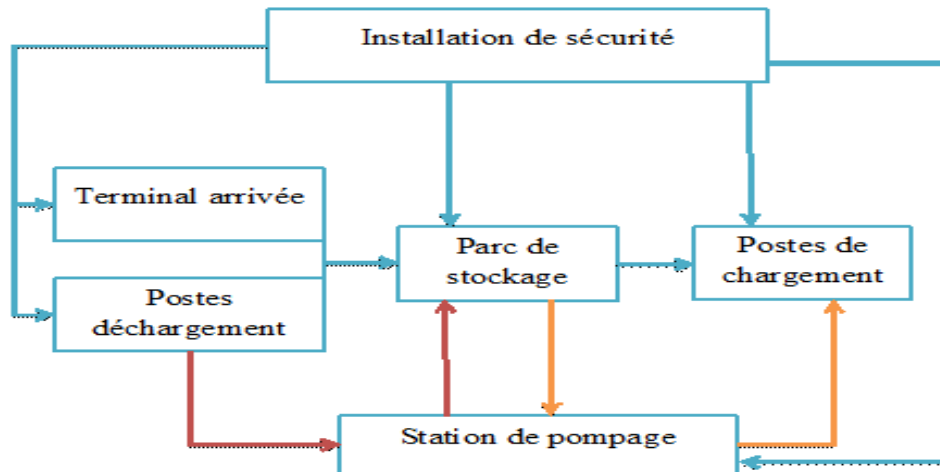 Installation de sécurité
Terminal arrivée
Parc de
stockage
Postes de
chargement
Postes
déchargement
Station de pompage